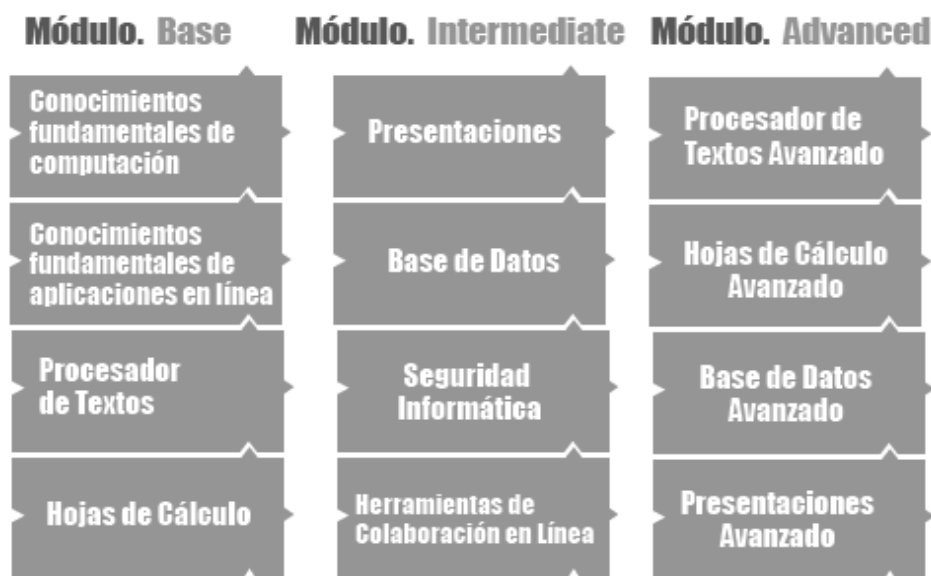 Módulo. Base
Conocimientos
fundamentales de
computación
Conocimientos
fundamentales de
aplicaciones en línea
Procesador
de Textos
Hojas de Cálculo
Módulo. Intermediate
Presentaciones
Base de Datos
Seguridad
Informática
Herramientas de
Colaboración en Línea
Módulo. Advanced
Procesador de
Textos Avanzado
Hojas de Cálculo
Avanzado
Base de Datos
Avanzado
Presentaciones
Avanzado